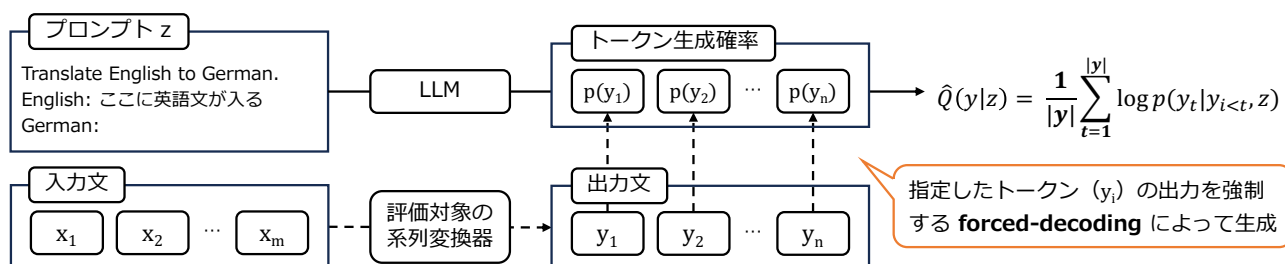 プロンプト z
Translate English to German.
English: ここに英語文が入る
German:
LLM
トークン生成確率
p(y₁) p(y₂) … p(yₙ)
Q̂(y|z) = 1/|y| ∑_{t=1}^{|y|} log p(y_t|y_{i<t}, z)
入力文
x₁ x₂ … xₘ
評価対象の
系列変換器
出力文
y₁ y₂ … yₙ
指定したトークン（yᵢ）の出力を強制
する forced-decoding によって生成